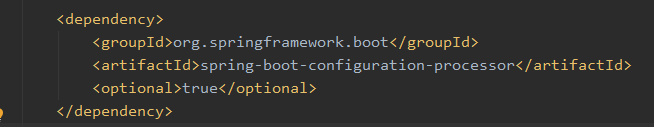 <dependency>
<groupId>org.springframework.boot</groupId>
<artifactId>spring-boot-configuration-processor</artifactId>
<optional>true</optional>
</dependency>